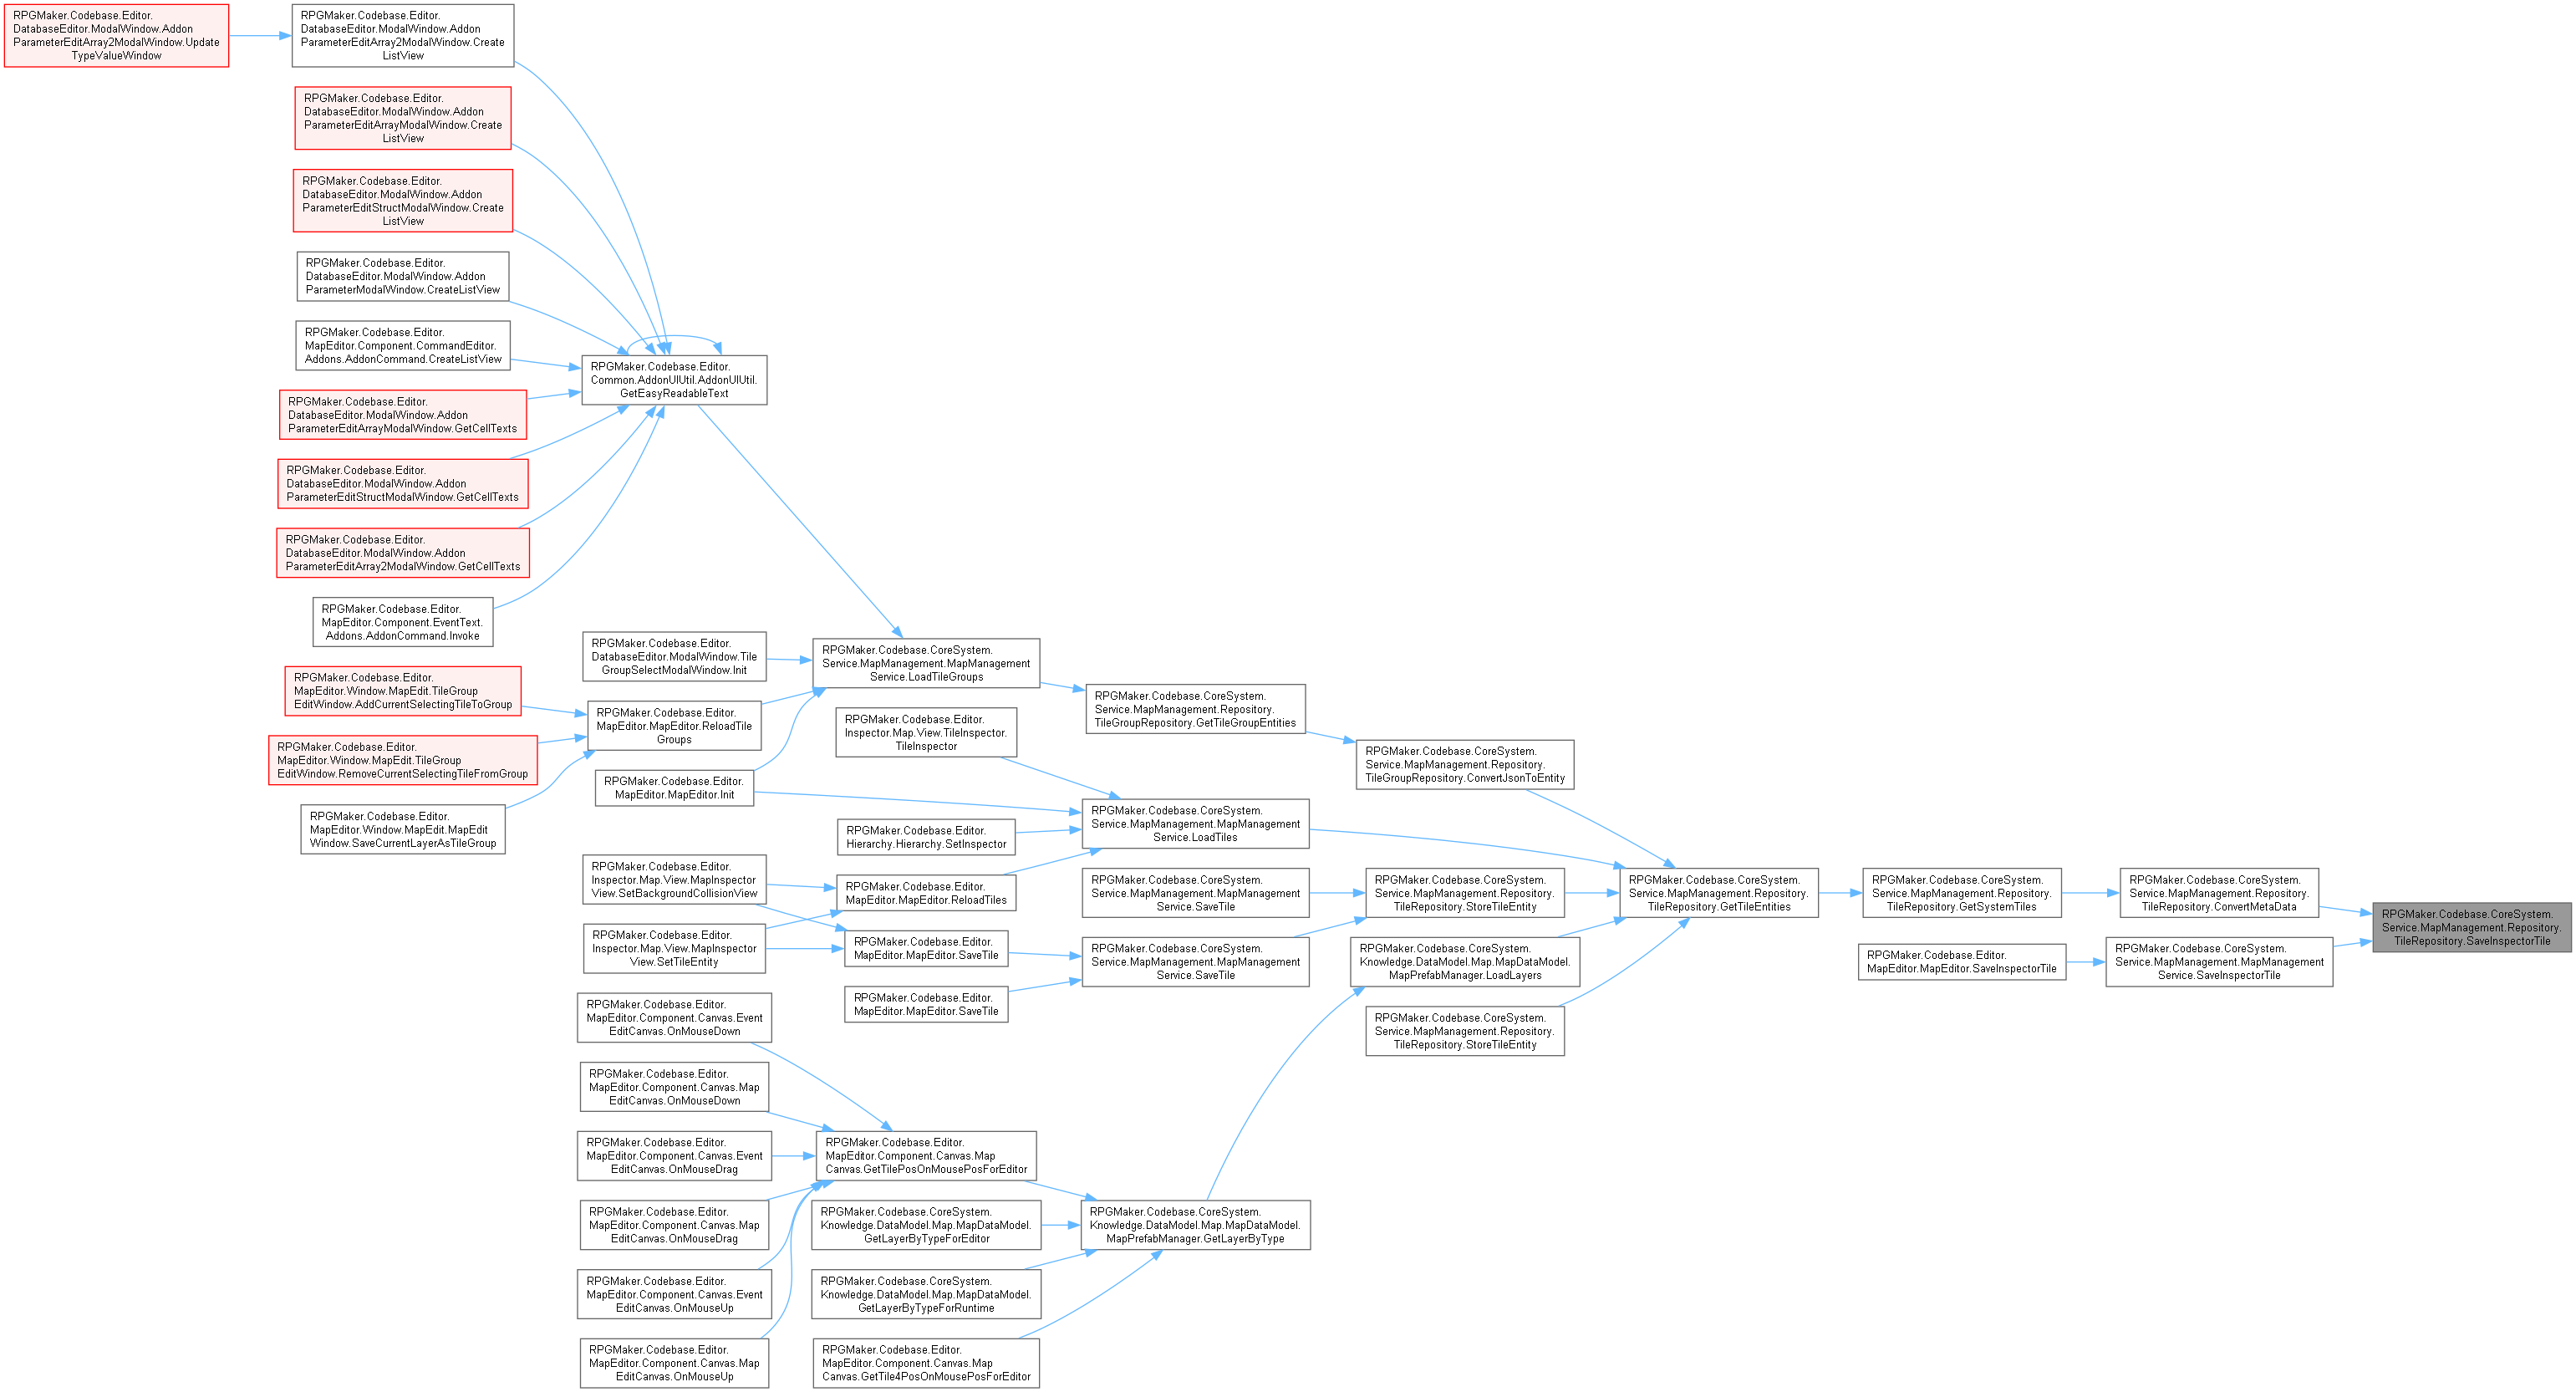 RPGMaker.Codebase.Editor.
DatabaseEditor.ModalWindow.Addon
ParameterEditArray2ModalWindow.Update
TypeValueWindow
RPGMaker.Codebase.Editor.
DatabaseEditor.ModalWindow.Addon
ParameterEditArray2ModalWindow.Create
ListView
RPGMaker.Codebase.Editor.
DatabaseEditor.ModalWindow.Addon
ParameterEditArrayModalWindow.Create
ListView
RPGMaker.Codebase.Editor.
DatabaseEditor.ModalWindow.Addon
ParameterEditStructModalWindow.Create
ListView
RPGMaker.Codebase.Editor.
DatabaseEditor.ModalWindow.Addon
ParameterModalWindow.CreateListView
RPGMaker.Codebase.Editor.
MapEditor.Component.CommandEditor.
Addons.AddonCommand.CreateListView
RPGMaker.Codebase.Editor.
DatabaseEditor.ModalWindow.Addon
ParameterEditArrayModalWindow.GetCellTexts
RPGMaker.Codebase.Editor.
DatabaseEditor.ModalWindow.Addon
ParameterEditStructModalWindow.GetCellTexts
RPGMaker.Codebase.Editor.
DatabaseEditor.ModalWindow.Addon
ParameterEditArray2ModalWindow.GetCellTexts
RPGMaker.Codebase.Editor.
MapEditor.Component.EventText.
Addons.AddonCommand.Invoke
RPGMaker.Codebase.Editor.
MapEditor.Window.MapEdit.TileGroup
EditWindow.AddCurrentSelectingTileToGroup
RPGMaker.Codebase.Editor.
MapEditor.Window.MapEdit.TileGroup
EditWindow.RemoveCurrentSelectingTileFromGroup
RPGMaker.Codebase.Editor.
MapEditor.Window.MapEdit.MapEdit
Window.SaveCurrentLayerAsTileGroup
RPGMaker.Codebase.Editor.
Common.AddonUIUtil.AddonUIUtil.
GetEasyReadableText
RPGMaker.Codebase.Editor.
DatabaseEditor.ModalWindow.Tile
GroupSelectModalWindow.Init
RPGMaker.Codebase.Editor.
MapEditor.MapEditor.ReloadTile
Groups
RPGMaker.Codebase.Editor.
MapEditor.MapEditor.Init
RPGMaker.Codebase.Editor.
Inspector.Map.View.MapInspector
View.SetBackgroundCollisionView
RPGMaker.Codebase.Editor.
Inspector.Map.View.MapInspector
View.SetTileEntity
RPGMaker.Codebase.Editor.
MapEditor.Component.Canvas.Event
EditCanvas.OnMouseDown
RPGMaker.Codebase.Editor.
MapEditor.Component.Canvas.Map
EditCanvas.OnMouseDown
RPGMaker.Codebase.Editor.
MapEditor.Component.Canvas.Event
EditCanvas.OnMouseDrag
RPGMaker.Codebase.Editor.
MapEditor.Component.Canvas.Map
EditCanvas.OnMouseDrag
RPGMaker.Codebase.Editor.
MapEditor.Component.Canvas.Event
EditCanvas.OnMouseUp
RPGMaker.Codebase.Editor.
MapEditor.Component.Canvas.Map
EditCanvas.OnMouseUp
RPGMaker.Codebase.CoreSystem.
Service.MapManagement.MapManagement
Service.LoadTileGroups
RPGMaker.Codebase.Editor.
Inspector.Map.View.TileInspector.
TileInspector
RPGMaker.Codebase.Editor.
Hierarchy.Hierarchy.SetInspector
RPGMaker.Codebase.Editor.
MapEditor.MapEditor.ReloadTiles
RPGMaker.Codebase.Editor.
MapEditor.MapEditor.SaveTile
RPGMaker.Codebase.Editor.
MapEditor.MapEditor.SaveTile
RPGMaker.Codebase.Editor.
MapEditor.Component.Canvas.Map
Canvas.GetTilePosOnMousePosForEditor
RPGMaker.Codebase.CoreSystem.
Knowledge.DataModel.Map.MapDataModel.
GetLayerByTypeForEditor
RPGMaker.Codebase.CoreSystem.
Knowledge.DataModel.Map.MapDataModel.
GetLayerByTypeForRuntime
RPGMaker.Codebase.Editor.
MapEditor.Component.Canvas.Map
Canvas.GetTile4PosOnMousePosForEditor
RPGMaker.Codebase.CoreSystem.
Service.MapManagement.Repository.
TileGroupRepository.GetTileGroupEntities
RPGMaker.Codebase.CoreSystem.
Service.MapManagement.MapManagement
Service.LoadTiles
RPGMaker.Codebase.CoreSystem.
Service.MapManagement.MapManagement
Service.SaveTile
RPGMaker.Codebase.CoreSystem.
Service.MapManagement.MapManagement
Service.SaveTile
RPGMaker.Codebase.CoreSystem.
Knowledge.DataModel.Map.MapDataModel.
MapPrefabManager.GetLayerByType
RPGMaker.Codebase.CoreSystem.
Service.MapManagement.Repository.
TileGroupRepository.ConvertJsonToEntity
RPGMaker.Codebase.CoreSystem.
Service.MapManagement.Repository.
TileRepository.StoreTileEntity
RPGMaker.Codebase.CoreSystem.
Knowledge.DataModel.Map.MapDataModel.
MapPrefabManager.LoadLayers
RPGMaker.Codebase.CoreSystem.
Service.MapManagement.Repository.
TileRepository.StoreTileEntity
RPGMaker.Codebase.CoreSystem.
Service.MapManagement.Repository.
TileRepository.GetTileEntities
RPGMaker.Codebase.CoreSystem.
Service.MapManagement.Repository.
TileRepository.GetSystemTiles
RPGMaker.Codebase.Editor.
MapEditor.MapEditor.SaveInspectorTile
RPGMaker.Codebase.CoreSystem.
Service.MapManagement.Repository.
TileRepository.ConvertMetaData
RPGMaker.Codebase.CoreSystem.
Service.MapManagement.MapManagement
Service.SaveInspectorTile
RPGMaker.Codebase.CoreSystem.
Service.MapManagement.Repository.
TileRepository.SaveInspectorTile